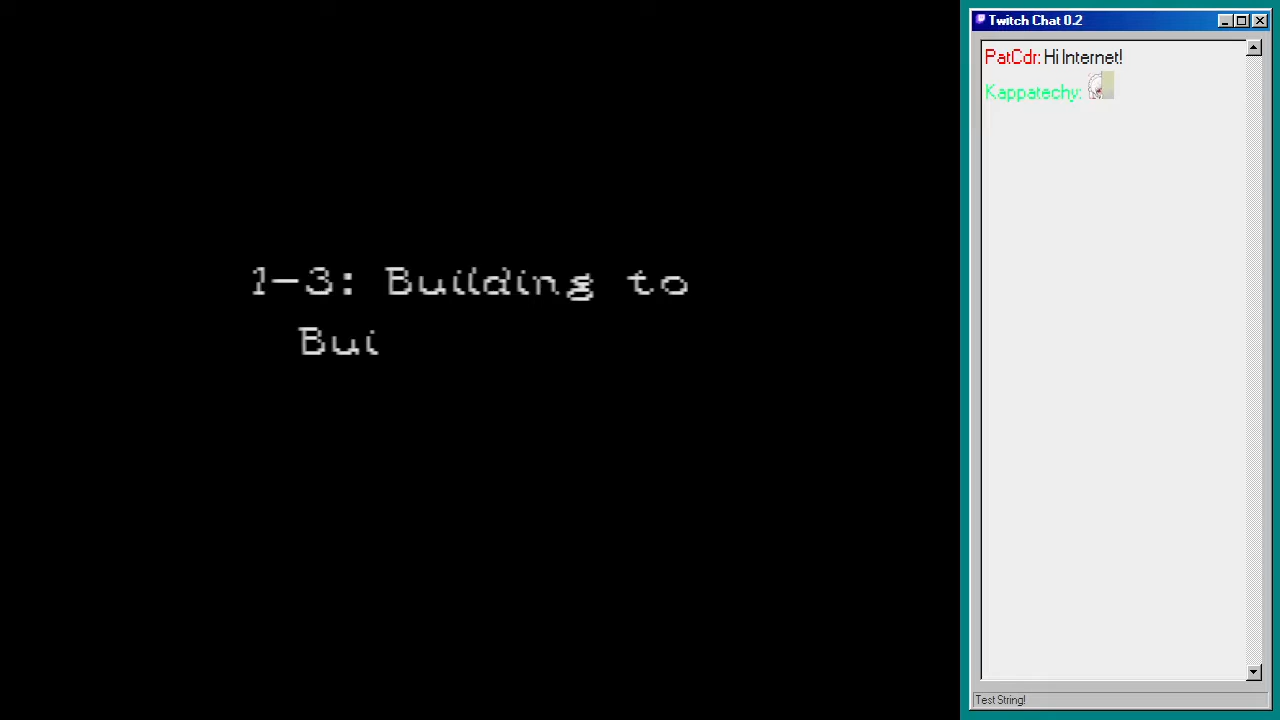 1-3: Building to
Bui
Twitch Chat 0.2
PatCdr: Hi Internet!
Kappatechy:
Test String!